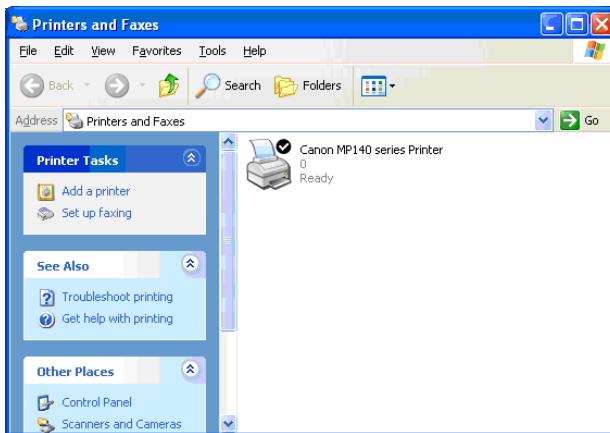 Printers and Faxes
File Edit View Favorites Tools Help
Back Search Folders
Address Printers and Faxes Go
Printer Tasks
Add a printer
Set up faxing
See Also
Troubleshoot printing
Get help with printing
Other Places
Control Panel
Scanners and Cameras
Canon MP140 series Printer
0
Ready